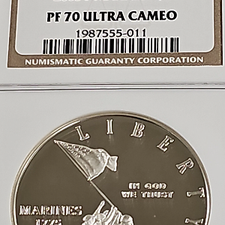 PF 70 ULTRA CAMEO
1987555-011
NUMISMATIC GUARANTY CORPORATION
LIBERTY
IN GOD
WE TRUST
MARINES
1775